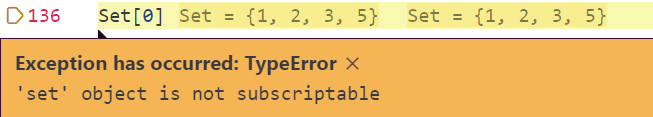 136 Set[0] Set = {1, 2, 3, 5} Set = {1, 2, 3, 5}
Exception has occurred: TypeError ×
'set' object is not subscriptable